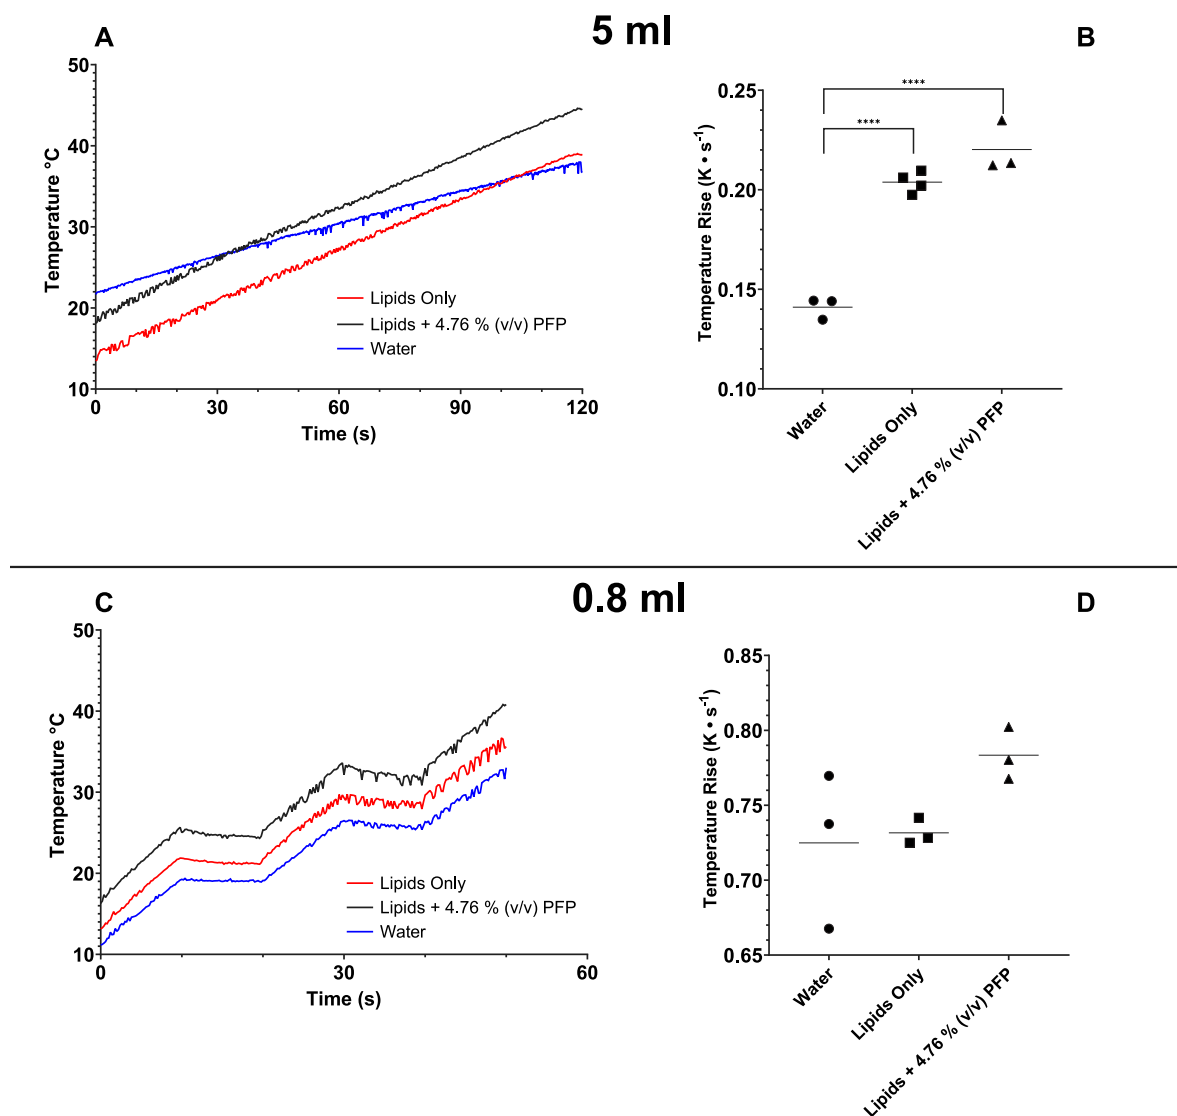 5 ml
A
Temperature °C
50
40
30
20
10
0
30
60
90
120
Time (s)
Lipids Only
Lipids + 4.76 % (v/v) PFP
Water
B
Temperature Rise (K • s⁻¹)
0.25
0.20
0.15
0.10
****
****
Water
Lipids Only
Lipids + 4.76 % (v/v) PFP
0.8 ml
C
Temperature °C
50
40
30
20
10
0
30
60
Time (s)
Lipids Only
Lipids + 4.76 % (v/v) PFP
Water
D
Temperature Rise (K • s⁻¹)
0.85
0.80
0.75
0.70
0.65
Water
Lipids Only
Lipids + 4.76 % (v/v) PFP